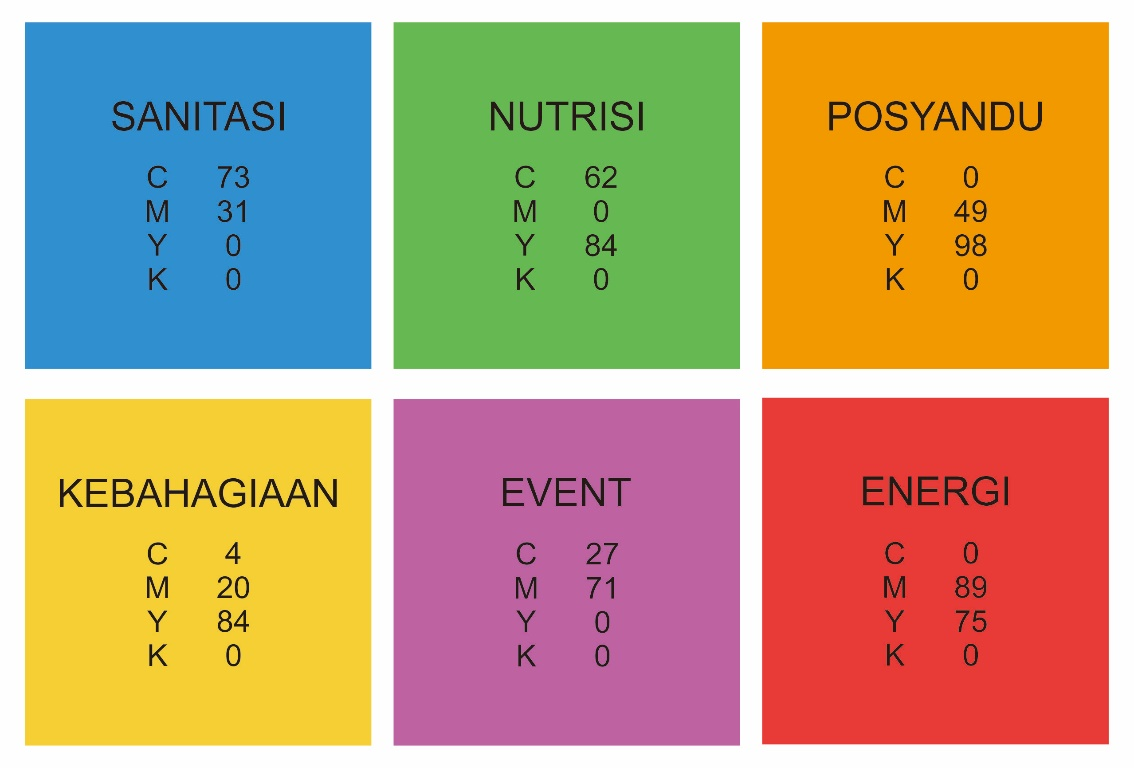 SANITASI
C 73
M 31
Y 0
K 0
NUTRISI
C 62
M 0
Y 84
K 0
POSYANDU
C 0
M 49
Y 98
K 0
KEBAHAGIAAN
C 4
M 20
Y 84
K 0
EVENT
C 27
M 71
Y 0
K 0
ENERGI
C 0
M 89
Y 75
K 0